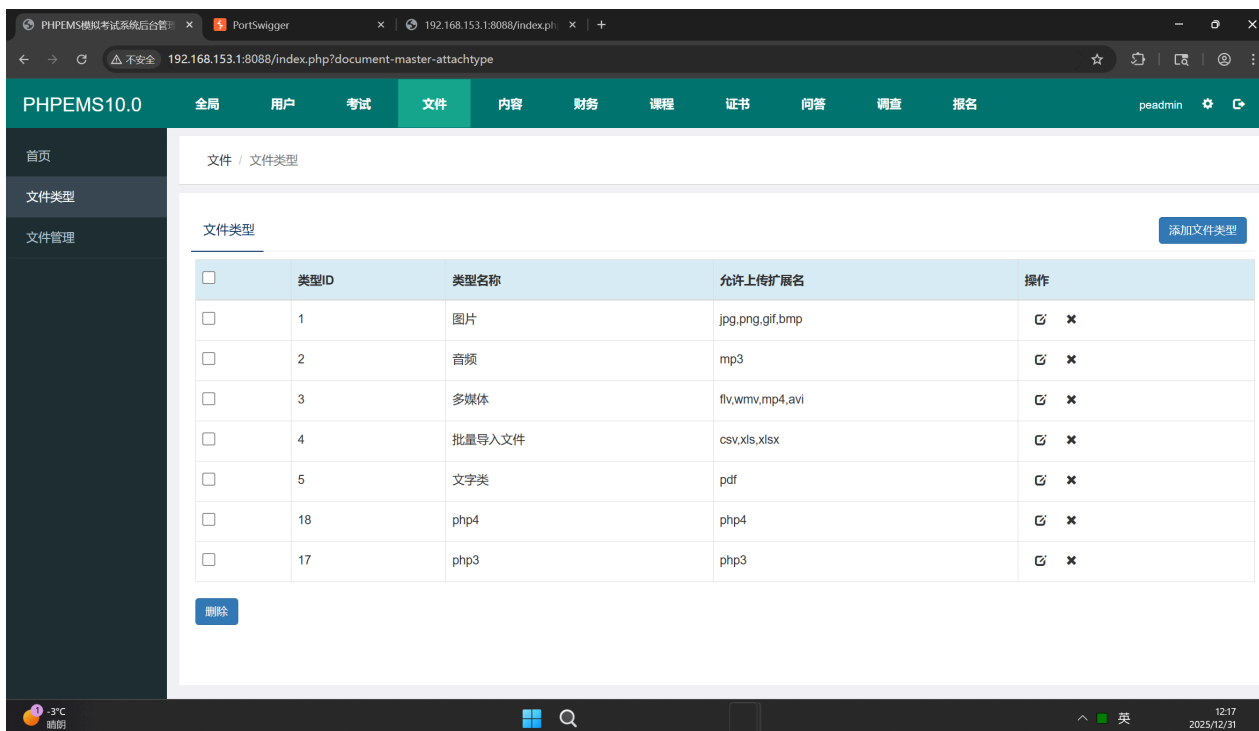 PHPEMS模拟考试系统后台管理 PortSwigger 192.168.153.1:8088/index.ph
不安全 192.168.153.1:8088/index.php?document-master-attachtype
PHPEMS10.0 全局 用户 考试 文件 内容 财务 课程 证书 问答 调查 报名 peadmin
首页
文件类型
文件管理
文件 / 文件类型
文件类型 添加文件类型
类型ID 类型名称 允许上传扩展名 操作
1 图片 jpg,png,gif,bmp
2 音频 mp3
3 多媒体 flv,wmv,mp4,avi
4 批量导入文件 csv,xls,xlsx
5 文字类 pdf
18 php4 php4
17 php3 php3
删除
1 -3°C
晴朗
英
12:17
2025/12/31